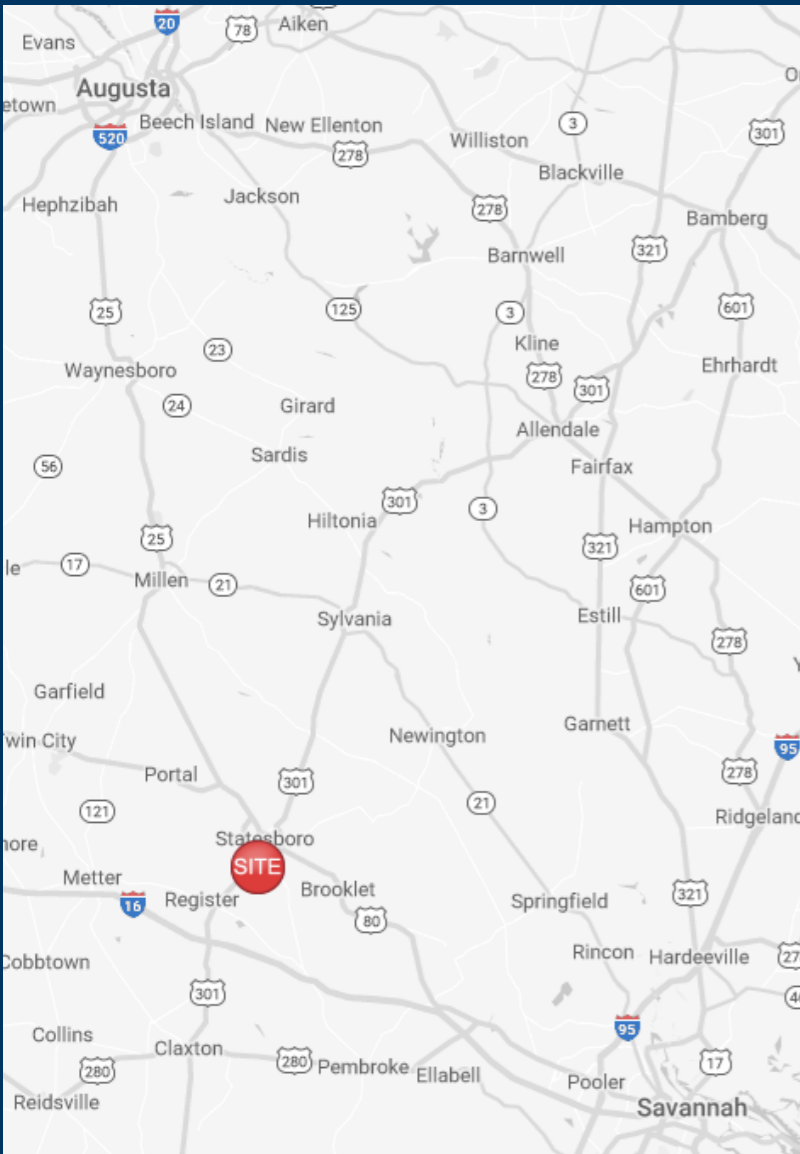 20
78
Aiken
Evans
Augusta
etown
Beech Island
New Ellenton
520
278
Williston
3
301
Blackville
Hephzibah
Jackson
278
Bamberg
Barnwell
321
25
125
3
601
23
Kline
Waynesboro
278
301
Ehrhardt
24
Girard
Allendale
Sardis
56
Fairfax
Hiltonia
301
3
Hampton
25
321
le
17
Millen
21
601
Sylvania
Estill
278
Garfield
Garnett
Twin City
Newington
95
Portal
301
278
121
21
Ridgeland
Statesboro
nore
SITE
Metter
Register
16
Brooklet
80
321
Springfield
Rincon
Hardeeville
Cobbtown
27
301
Collins
95
Claxton
280
280
Pembroke
Ellabell
17
Pooler
Reidsville
Savannah